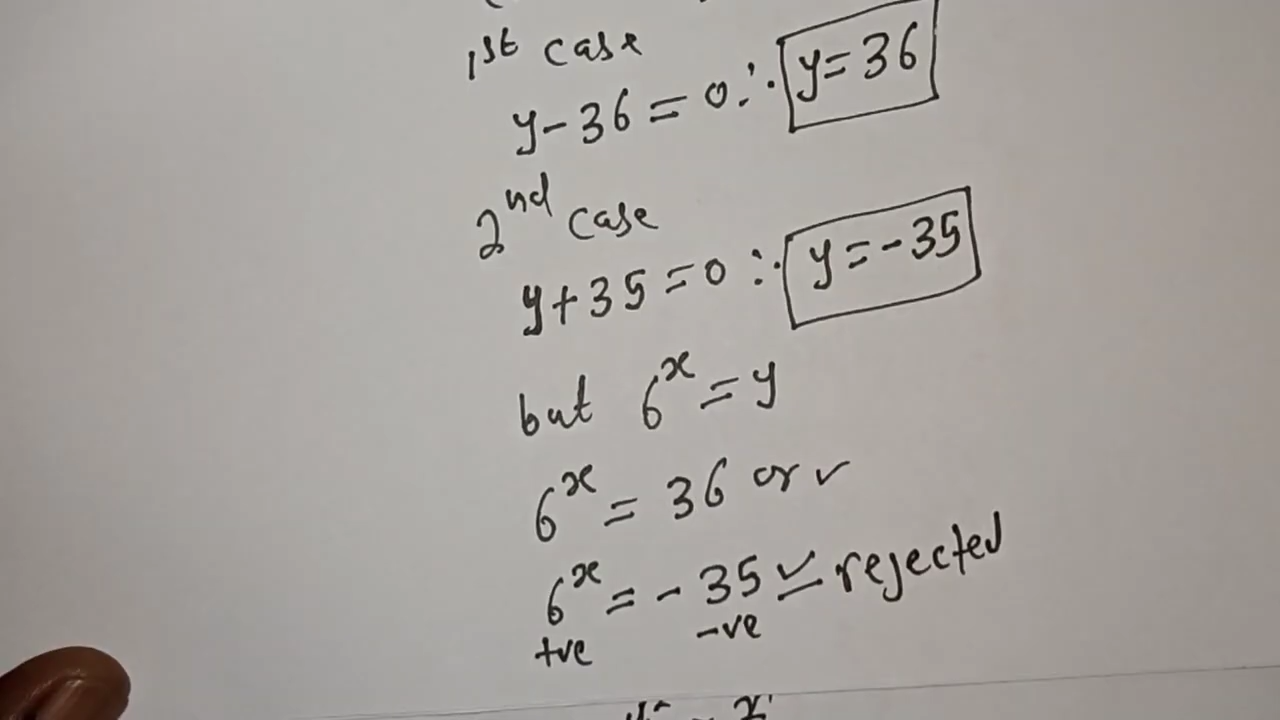 1st case
y-36=0 ∴ y=36
2nd case
y+35=0 ∴ y=-35
but 6^x=y
6^x=36 or ✓
6^x=-35 ✓ rejected
+ve -ve